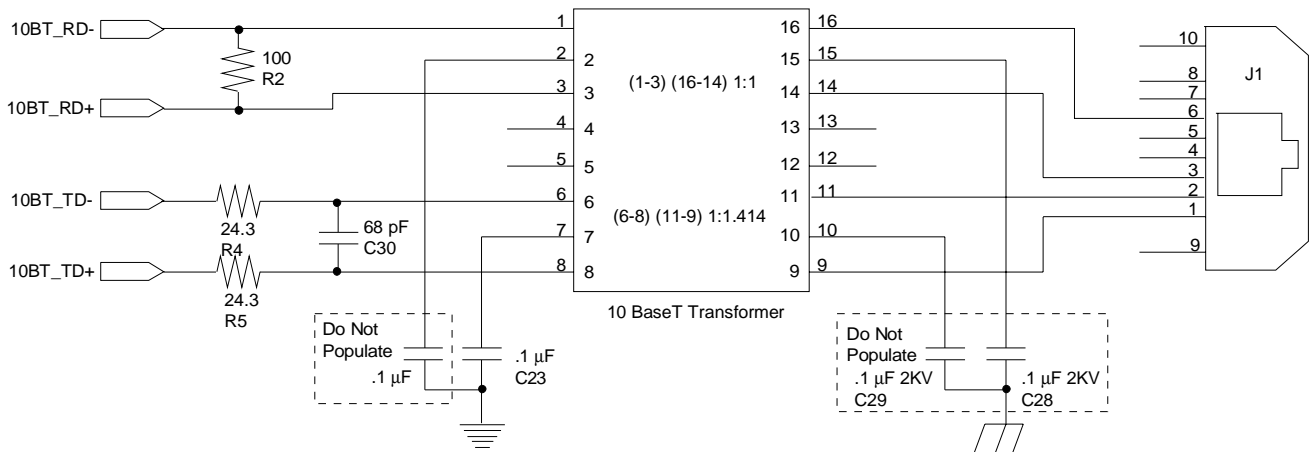 10BT_RD-
100
R2
10BT_RD+
10BT_TD-
24.3
R4
68 pF
C30
10BT_TD+
24.3
R5
1
2
3
4
5
6
7
8
2
3
4
5
6
7
8
(1-3) (16-14) 1:1
(6-8) (11-9) 1:1.414
16
15
14
13
12
11
10
9
16
15
14
13
12
11
10
9
10 BaseT Transformer
J1
10
8
7
6
5
4
3
2
1
9
Do Not
Populate
.1 µF
.1 µF
C23
Do Not
Populate
.1 µF 2KV
C29
.1 µF 2KV
C28